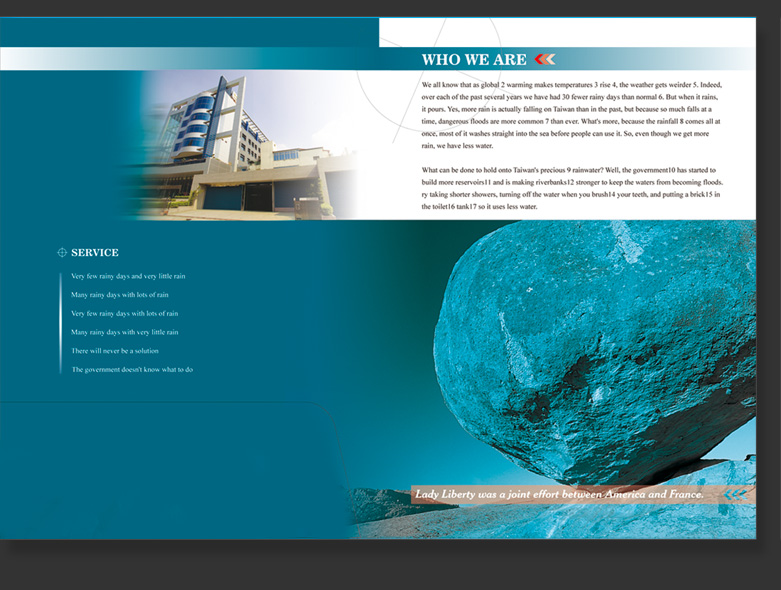 WHO WE ARE
We all know that as global 2 warming makes temperatures 3 rise 4, the weather gets weirder 5. Indeed,
over each of the past several years we have had 30 fewer rainy days than normal 6. But when it rains,
it pours. Yes, more rain is actually falling on Taiwan than in the past, but because so much falls at a
time, dangerous floods are more common 7 than ever. What's more, because the rainfall 8 comes all at
once, most of it washes straight into the sea before people can use it. So, even though we get more
rain, we have less water.
What can be done to hold onto Taiwan's precious 9 rainwater? Well, the government10 has started to
build more reservoirs11 and is making riverbanks12 stronger to keep the waters from becoming floods.
ry taking shorter showers, turning off the water when you brush14 your teeth, and putting a brick15 in
the toilet16 tank17 so it uses less water.
SERVICE
Very few rainy days and very little rain
Many rainy days with lots of rain
Very few rainy days with lots of rain
Many rainy days with very little rain
There will never be a solution
The government doesn't know what to do
Lady Liberty was a joint effort between America and France.